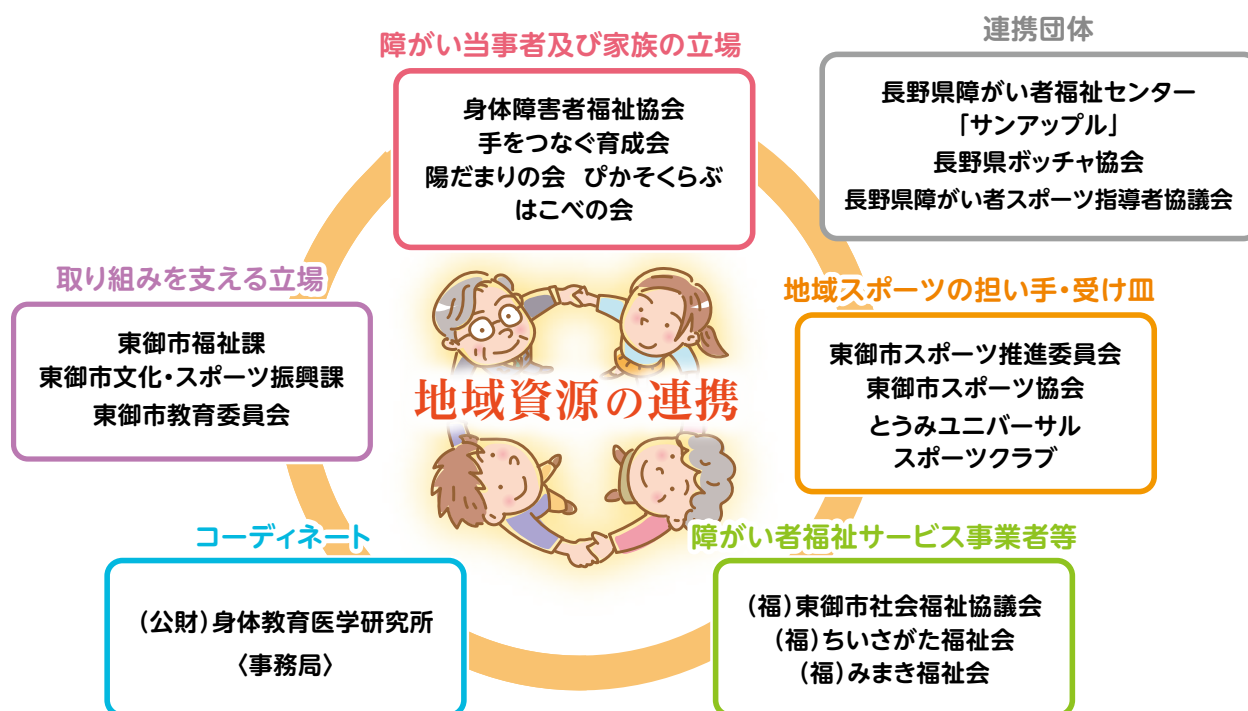 障がい当事者及び家族の立場
身体障害者福祉協会
手をつなぐ育成会
陽だまりの会 ぴかそくらぶ
はこべの会
連携団体
長野県障がい者福祉センター
「サンアップル」
長野県ボッチャ協会
長野県障がい者スポーツ指導者協議会
取り組みを支える立場
東御市福祉課
東御市文化・スポーツ振興課
東御市教育委員会
地域資源の連携
地域スポーツの担い手・受け皿
東御市スポーツ推進委員会
東御市スポーツ協会
とうみユニバーサル
スポーツクラブ
コーディネート
(公財)身体教育医学研究所
〈事務局〉
障がい者福祉サービス事業者等
(福)東御市社会福祉協議会
(福)ちいさがた福祉会
(福)みまき福祉会